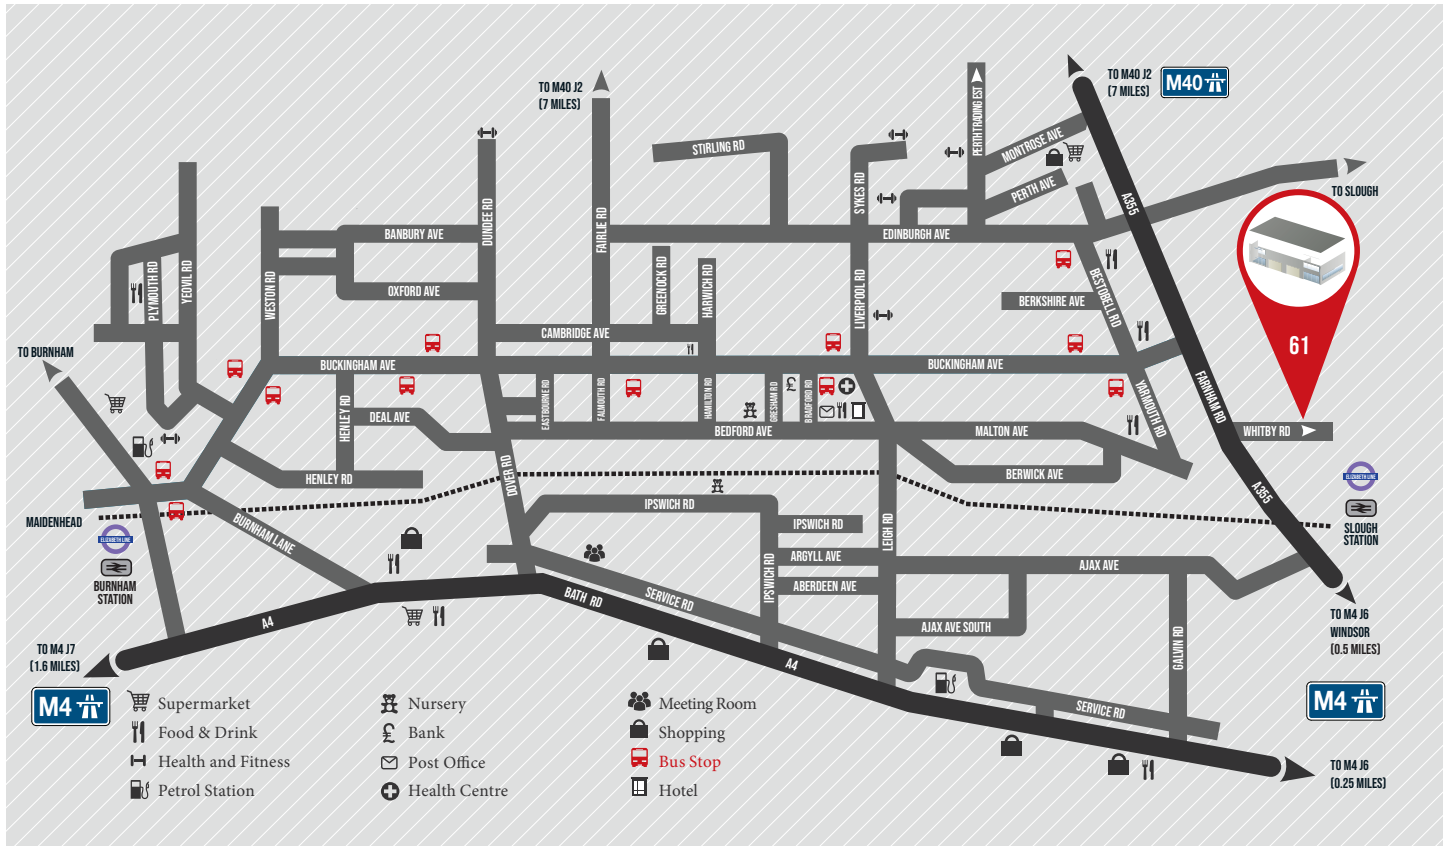 TO M40 J2
(7 MILES)
TO M40 J2
(7 MILES)
M40
PERTH TRADING EST
MONTROSE AVE
STIRLING RD
PERTH AVE
A355
TO SLOUGH
SYKES RD
DUNDEE RD
FAIRLIE RD
BANBURY AVE
EDINBURGH AVE
PLYMOUTH RD
YEOVIL RD
WESTON RD
OXFORD AVE
GREENOCK RD
HARWICH RD
LIVERPOOL RD
BERKSHIRE AVE
BESTOBELL RD
CAMBRIDGE AVE
61
TO BURNHAM
BUCKINGHAM AVE
BUCKINGHAM AVE
FARNHAM RD
HENLEY RD
DEAL AVE
EASTBOURNE RD
FALMOUTH RD
HAMILTON RD
GRESHAM RD
BRADFORD RD
YARMOUTH RD
BEDFORD AVE
MALTON AVE
WHITBY RD
HENLEY RD
DOVER RD
BERWICK AVE
ELIZABETH LINE
A355
SLOUGH
STATION
MAIDENHEAD
ELIZABETH LINE
BURNHAM
STATION
BURNHAM LANE
IPSWICH RD
IPSWICH RD
LEIGH RD
ARGYLL AVE
IPSWICH RD
ABERDEEN AVE
AJAX AVE
BATH RD
SERVICE RD
AJAX AVE SOUTH
GALVIN RD
TO M4 J6
WINDSOR
(0.5 MILES)
A4
A4
TO M4 J7
(1.6 MILES)
M4
SERVICE RD
M4
TO M4 J6
(0.25 MILES)
Supermarket
Food & Drink
Health and Fitness
Petrol Station
Nursery
Bank
Post Office
Health Centre
Meeting Room
Shopping
Bus Stop
Hotel